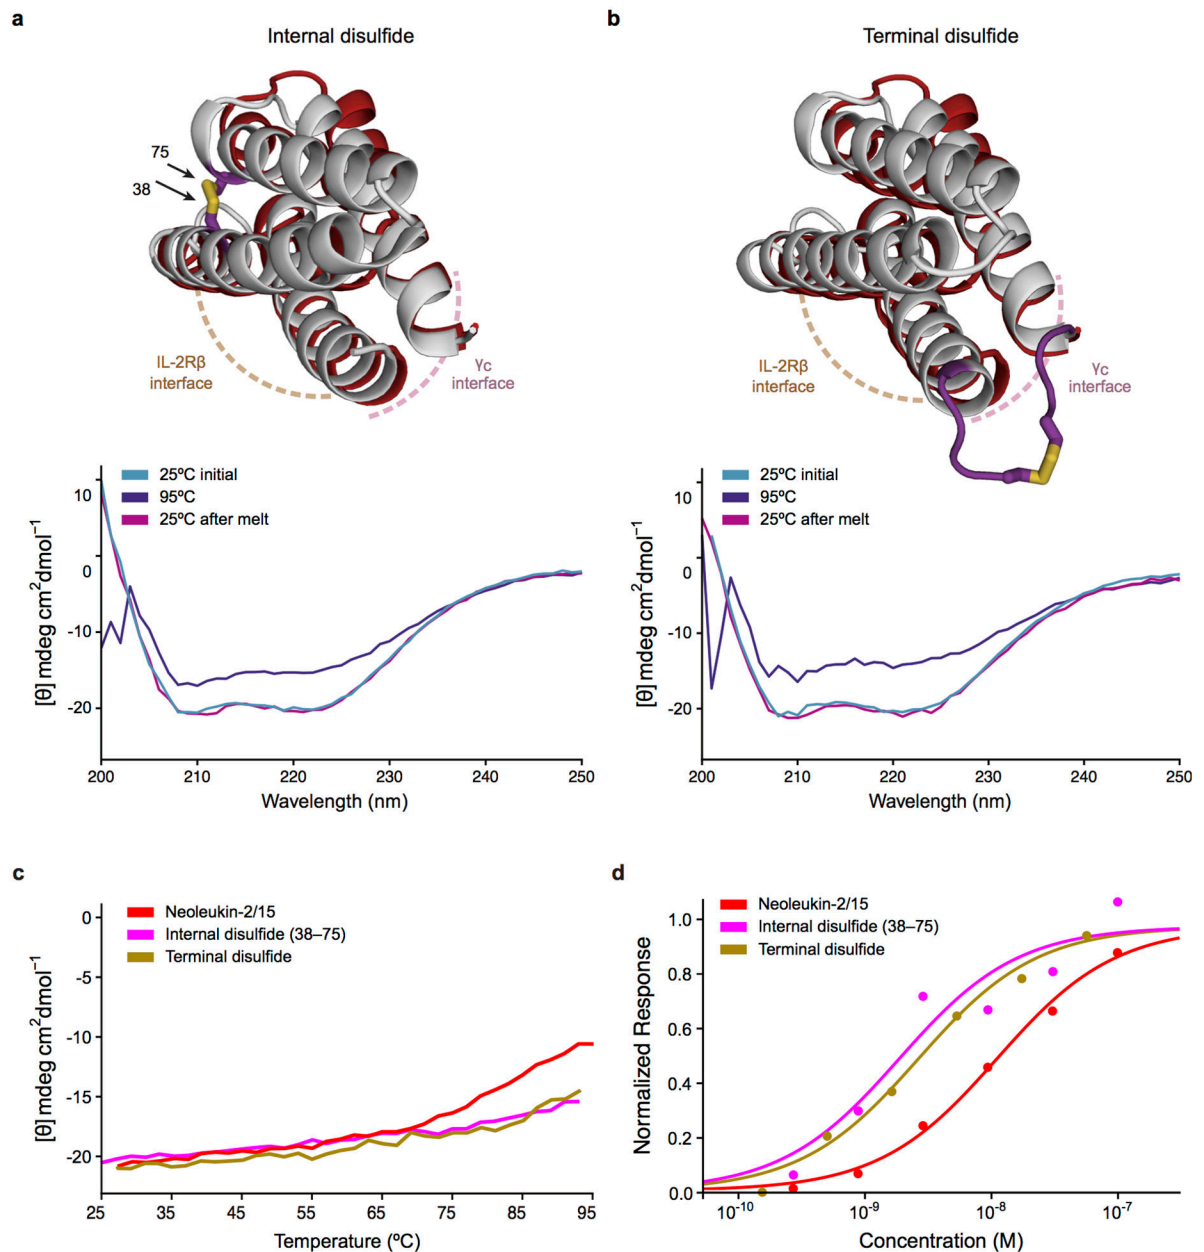 a
Internal disulfide
75
38
IL-2Rβ
interface
γc
interface
b
Terminal disulfide
IL-2Rβ
interface
γc
interface
25ºC initial
95ºC
25ºC after melt
10
0
-10
-20
[θ] mdeg cm²dmol⁻¹
200
210
220
230
240
250
Wavelength (nm)
25ºC initial
95ºC
25ºC after melt
10
0
-10
-20
[θ] mdeg cm²dmol⁻¹
200
210
220
230
240
250
Wavelength (nm)
c
Neoleukin-2/15
Internal disulfide (38–75)
Terminal disulfide
0
-5
-10
-15
-20
[θ] mdeg cm²dmol⁻¹
25
35
45
55
65
75
85
95
Temperature (ºC)
d
Neoleukin-2/15
Internal disulfide (38–75)
Terminal disulfide
1.0
0.8
0.6
0.4
0.2
0.0
Normalized Response
10⁻¹⁰
10⁻⁹
10⁻⁸
10⁻⁷
Concentration (M)